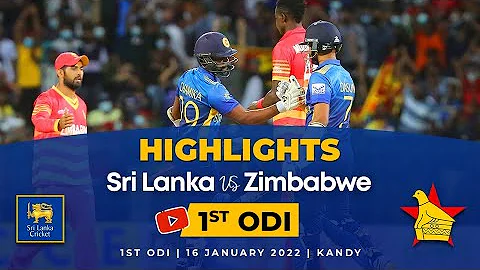 HIGHLIGHTS
Sri Lanka vs Zimbabwe
1ST ODI
Sri Lanka
Cricket
1ST ODI | 16 JANUARY 2022 | KANDY